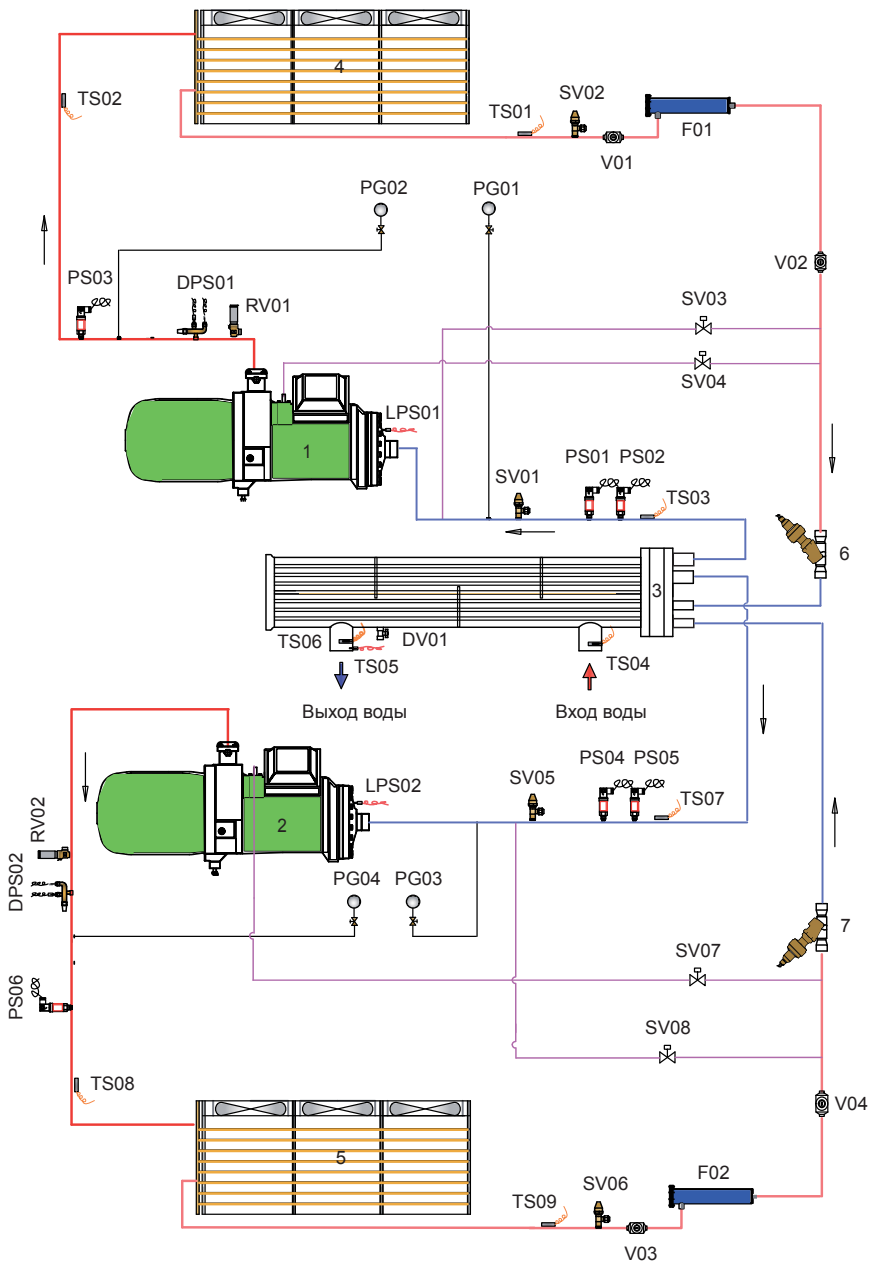 4
TS02
TS01
SV02
F01
V01
PG02
PG01
V02
PS03
DPS01
RV01
SV03
SV04
LPS01
1
SV01
PS01
PS02
TS03
6
3
TS06
DV01
TS05
TS04
Выход воды
Вход воды
RV02
DPS02
PS06
LPS02
2
SV05
PS04
PS05
TS07
PG04
PG03
7
SV07
SV08
TS08
V04
5
F02
TS09
SV06
V03